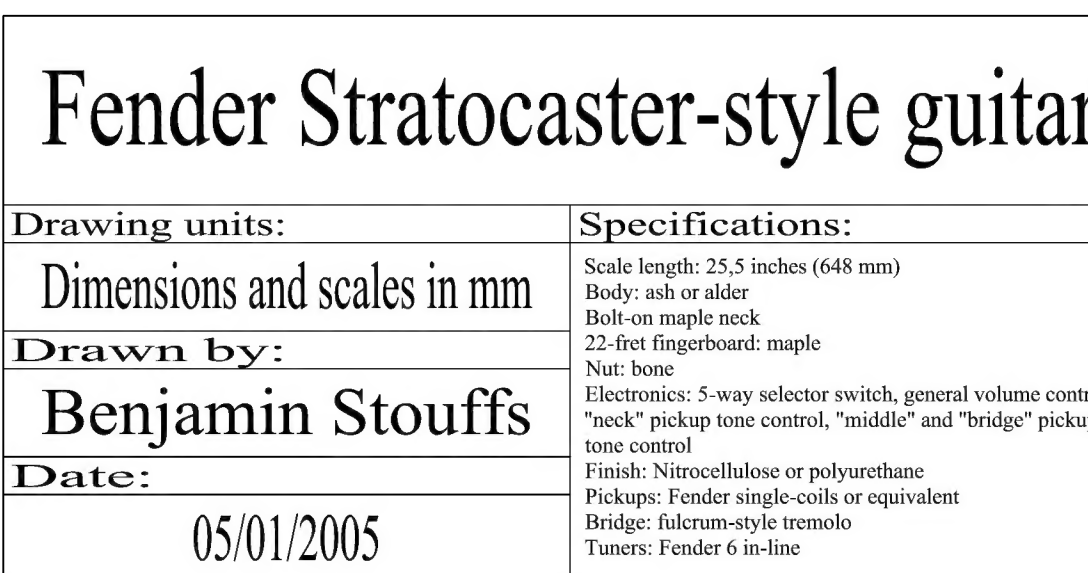 Fender Stratocaster-style guitar
Drawing units:
Dimensions and scales in mm
Drawn by:
Benjamin Stouffs
Date:
05/01/2005
Specifications:
Scale length: 25,5 inches (648 mm)
Body: ash or alder
Bolt-on maple neck
22-fret fingerboard: maple
Nut: bone
Electronics: 5-way selector switch, general volume contr
"neck" pickup tone control, "middle" and "bridge" picku
tone control
Finish: Nitrocellulose or polyurethane
Pickups: Fender single-coils or equivalent
Bridge: fulcrum-style tremolo
Tuners: Fender 6 in-line